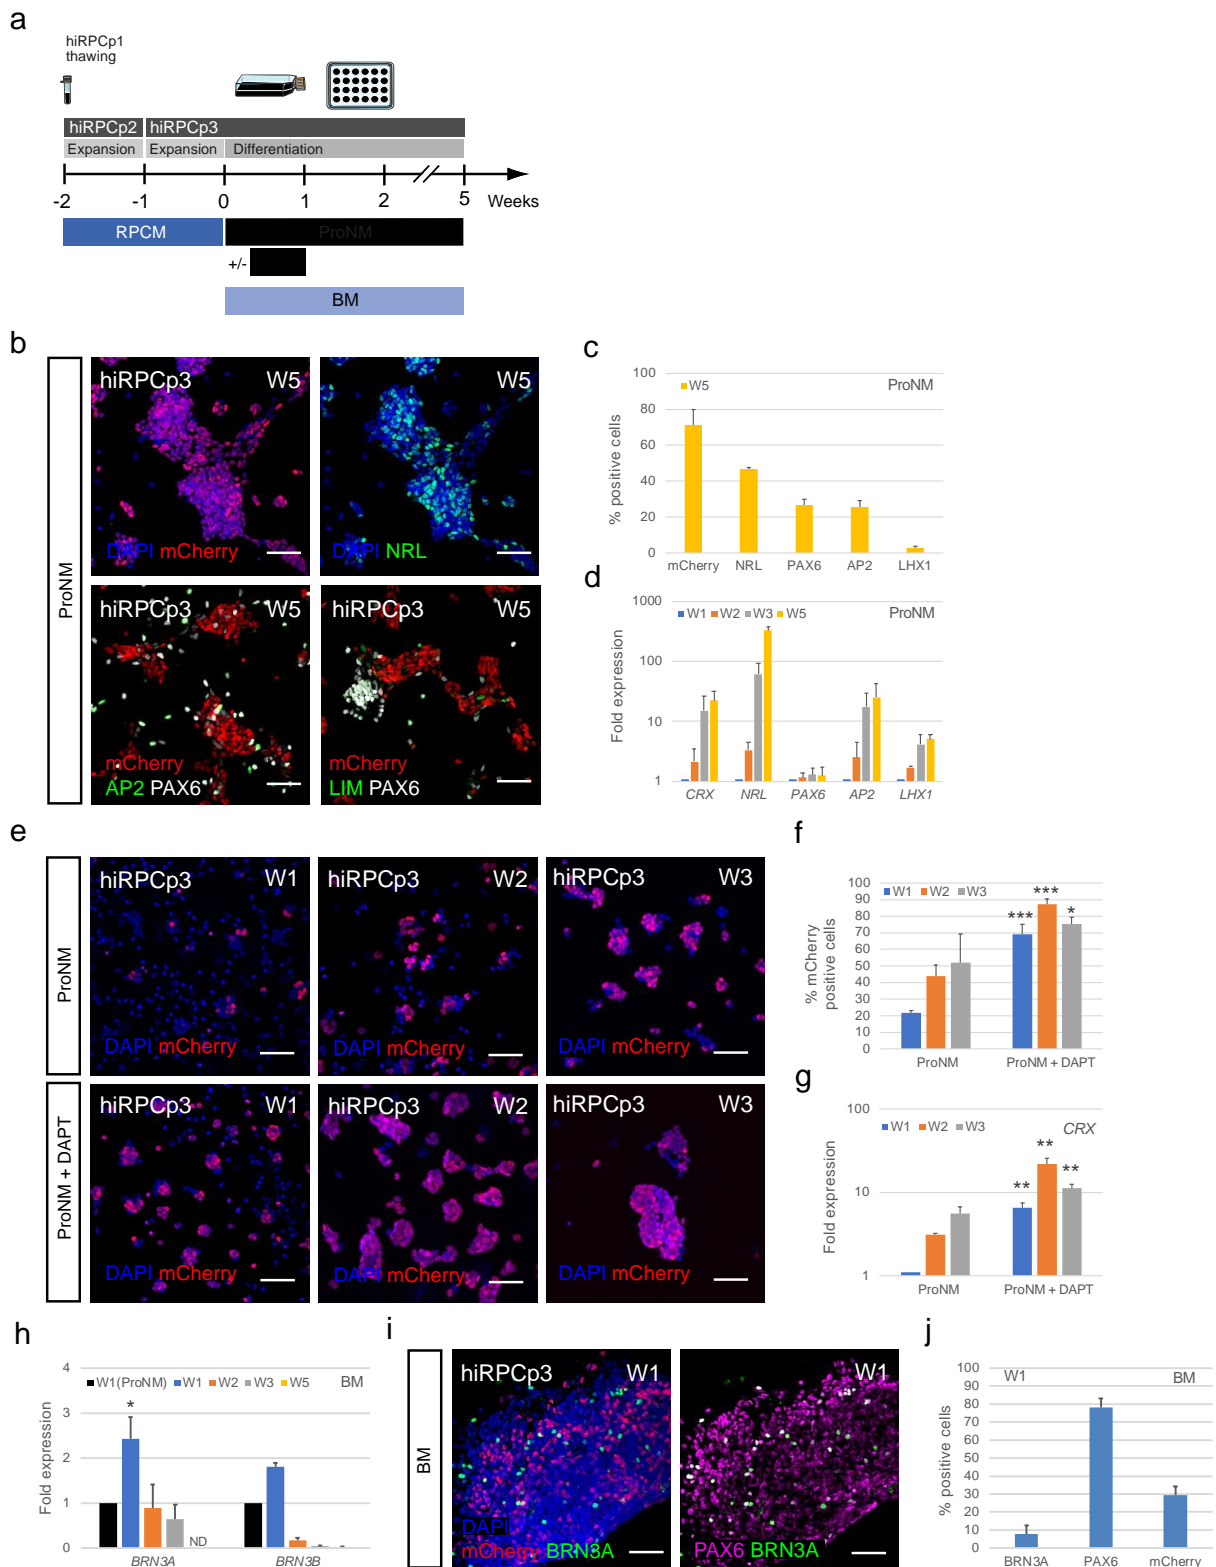 a
hiRPCp1
thawing
hiRPCp2 hiRPCp3
Expansion Expansion Differentiation
-2 -1 0 1 2 5 Weeks
RPCM ProNM
+/-
BM
b
ProNM
hiRPCp3 W5
DAPI mCherry
W5
DAPI NRL
hiRPCp3 W5
mCherry
AP2 PAX6
hiRPCp3 W5
mCherry
LIM PAX6
c
100
80
60
40
20
0
% positive cells
W5
ProNM
mCherry NRL PAX6 AP2 LHX1
d
1000
100
10
1
Fold expression
W1 W2 W3 W5
ProNM
CRX NRL PAX6 AP2 LHX1
e
ProNM
hiRPCp3 W1
DAPI mCherry
hiRPCp3 W2
DAPI mCherry
hiRPCp3 W3
DAPI mCherry
ProNM + DAPT
hiRPCp3 W1
DAPI mCherry
hiRPCp3 W2
DAPI mCherry
hiRPCp3 W3
DAPI mCherry
f
100
90
80
70
60
50
40
30
20
10
0
% mCherry
positive cells
W1 W2 W3
*** *** *
ProNM ProNM + DAPT
g
100
10
1
Fold expression
W1 W2 W3
CRX
** ** **
ProNM ProNM + DAPT
h
4
3
2
1
0
Fold expression
W1(ProNM) W1 W2 W3 W5 BM
*
ND
BRN3A BRN3B
i
BM
hiRPCp3 W1
DAPI
mCherry BRN3A
W1
PAX6 BRN3A
j
100
90
80
70
60
50
40
30
20
10
0
% positive cells
W1 BM
BRN3A PAX6 mCherry